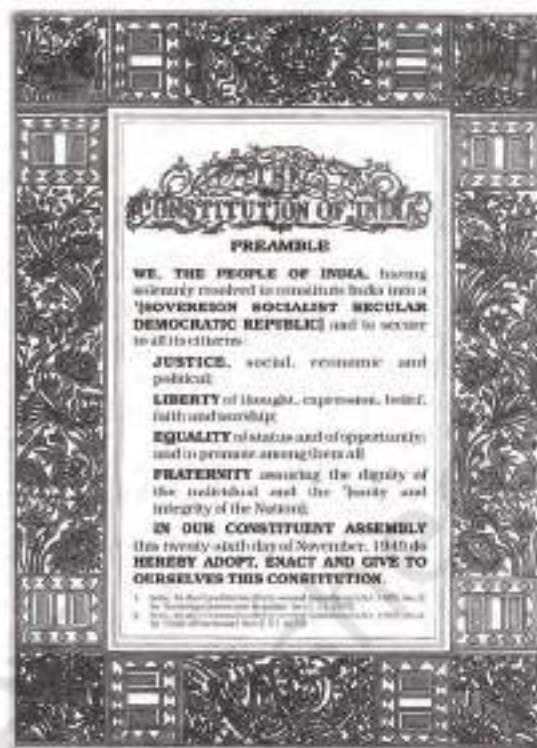 THE
CONSTITUTION OF INDIA
PREAMBLE
WE, THE PEOPLE OF INDIA, having
solemnly resolved to constitute India into a
¹[SOVEREIGN SOCIALIST SECULAR
DEMOCRATIC REPUBLIC] and to secure
to all its citizens:
JUSTICE, social, economic and
political;
LIBERTY of thought, expression, belief,
faith and worship;
EQUALITY of status and of opportunity;
and to promote among them all
FRATERNITY assuring the dignity of
the individual and the ²[unity and
integrity of the Nation];
IN OUR CONSTITUENT ASSEMBLY
this twenty-sixth day of November, 1949 do
HEREBY ADOPT, ENACT AND GIVE TO
OURSELVES THIS CONSTITUTION.